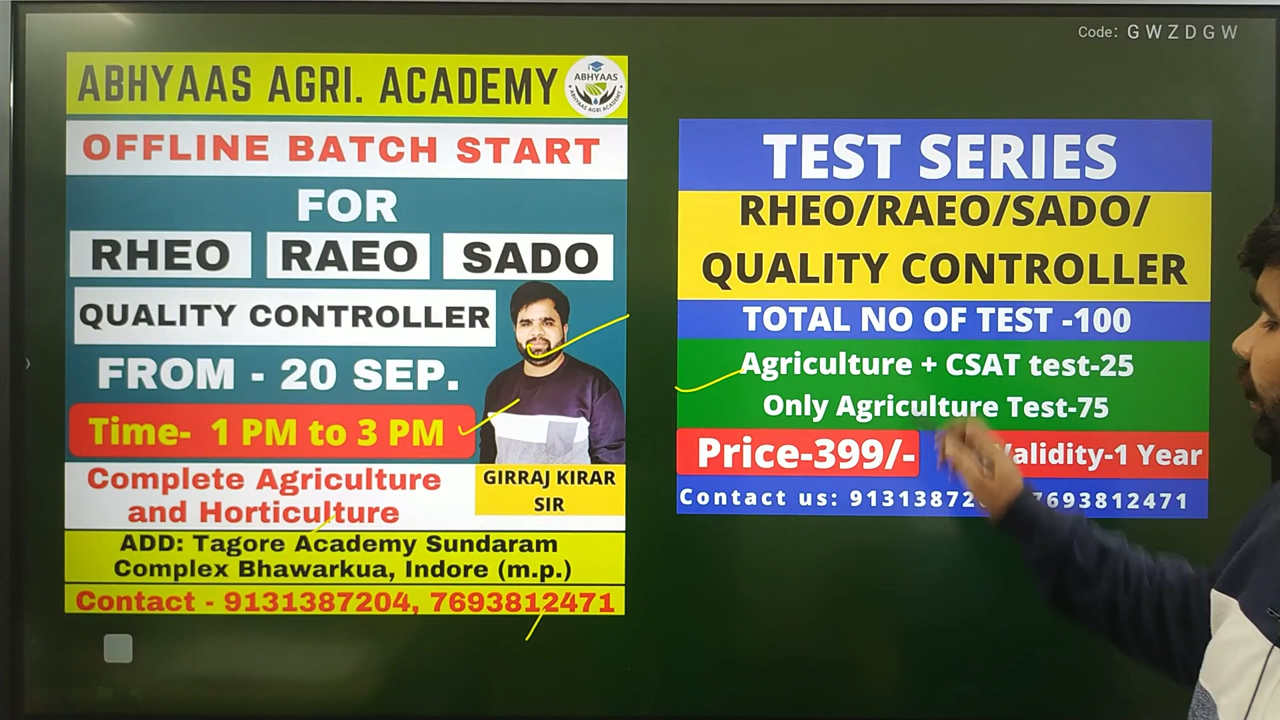 Code: GWZDGW
ABHYAAS AGRI. ACADEMY
ABHYAAS
ABHYAAS AGRI ACADEMY
OFFLINE BATCH START
FOR
RHEO RAEO SADO
QUALITY CONTROLLER
FROM - 20 SEP.
Time- 1 PM to 3 PM
Complete Agriculture
and Horticulture
GIRRAJ KIRAR
SIR
ADD: Tagore Academy Sundaram
Complex Bhawarkua, Indore (m.p.)
Contact - 9131387204, 7693812471
TEST SERIES
RHEO/RAEO/SADO/
QUALITY CONTROLLER
TOTAL NO OF TEST -100
Agriculture + CSAT test-25
Only Agriculture Test-75
Price-399/- Validity-1 Year
Contact us: 7693812471